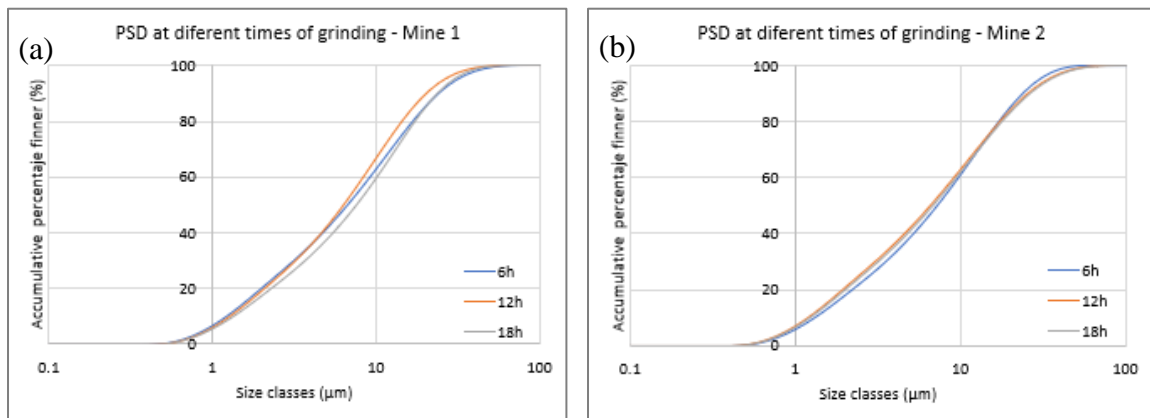 (a)
PSD at diferent times of grinding - Mine 1
Accumulative percentaje finner (%)
100
80
60
40
20
0
6h
12h
18h
0.1 1 10 100
Size classes (µm)
(b)
PSD at diferent times of grinding - Mine 2
Accumulative percentaje finner (%)
100
80
60
40
20
0
6h
12h
18h
0.1 1 10 100
Size classes (µm)